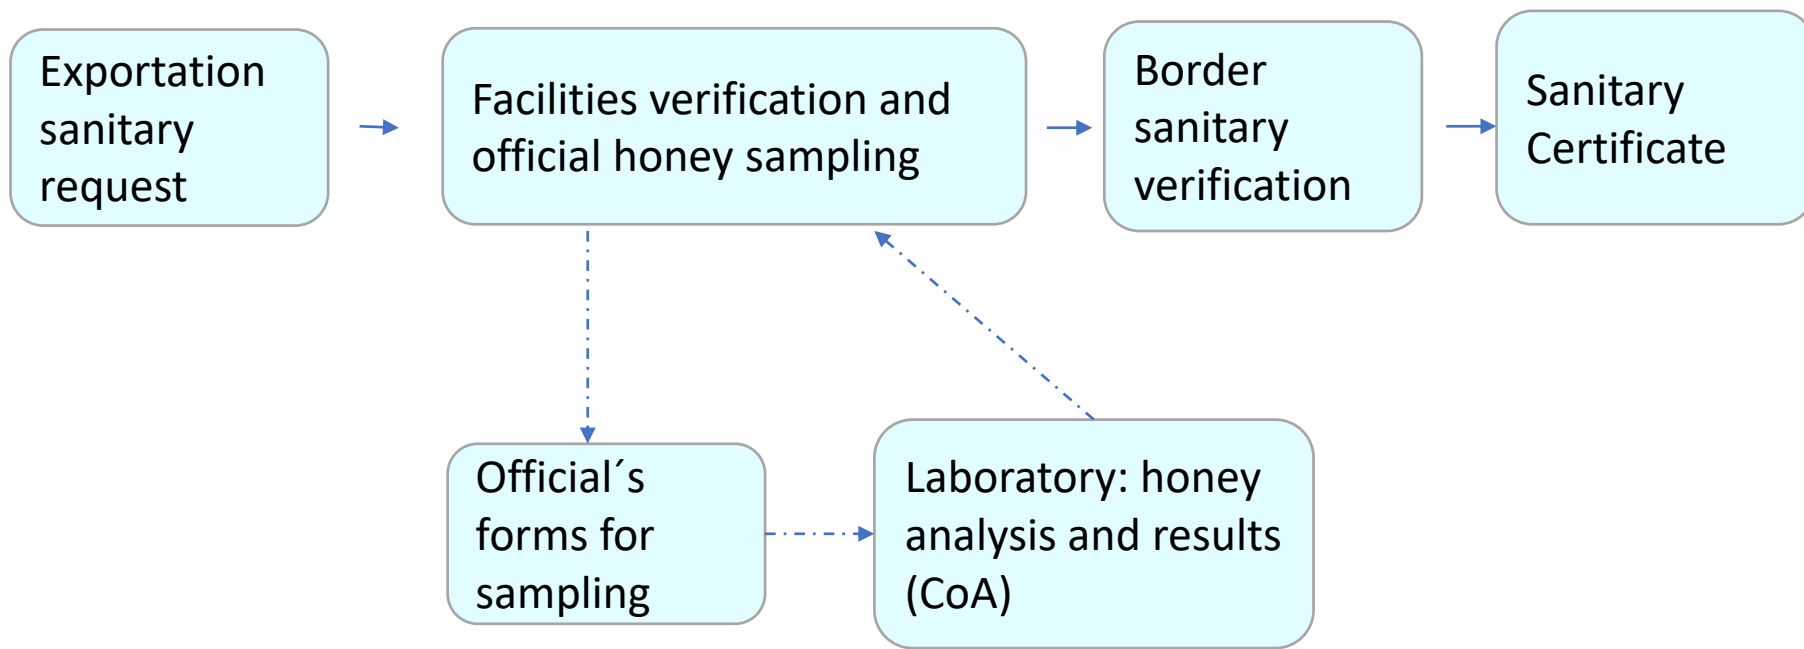 Exportation
sanitary
request
Facilities verification and
official honey sampling
Border
sanitary
verification
Sanitary
Certificate
Official´s
forms for
sampling
Laboratory: honey
analysis and results
(CoA)